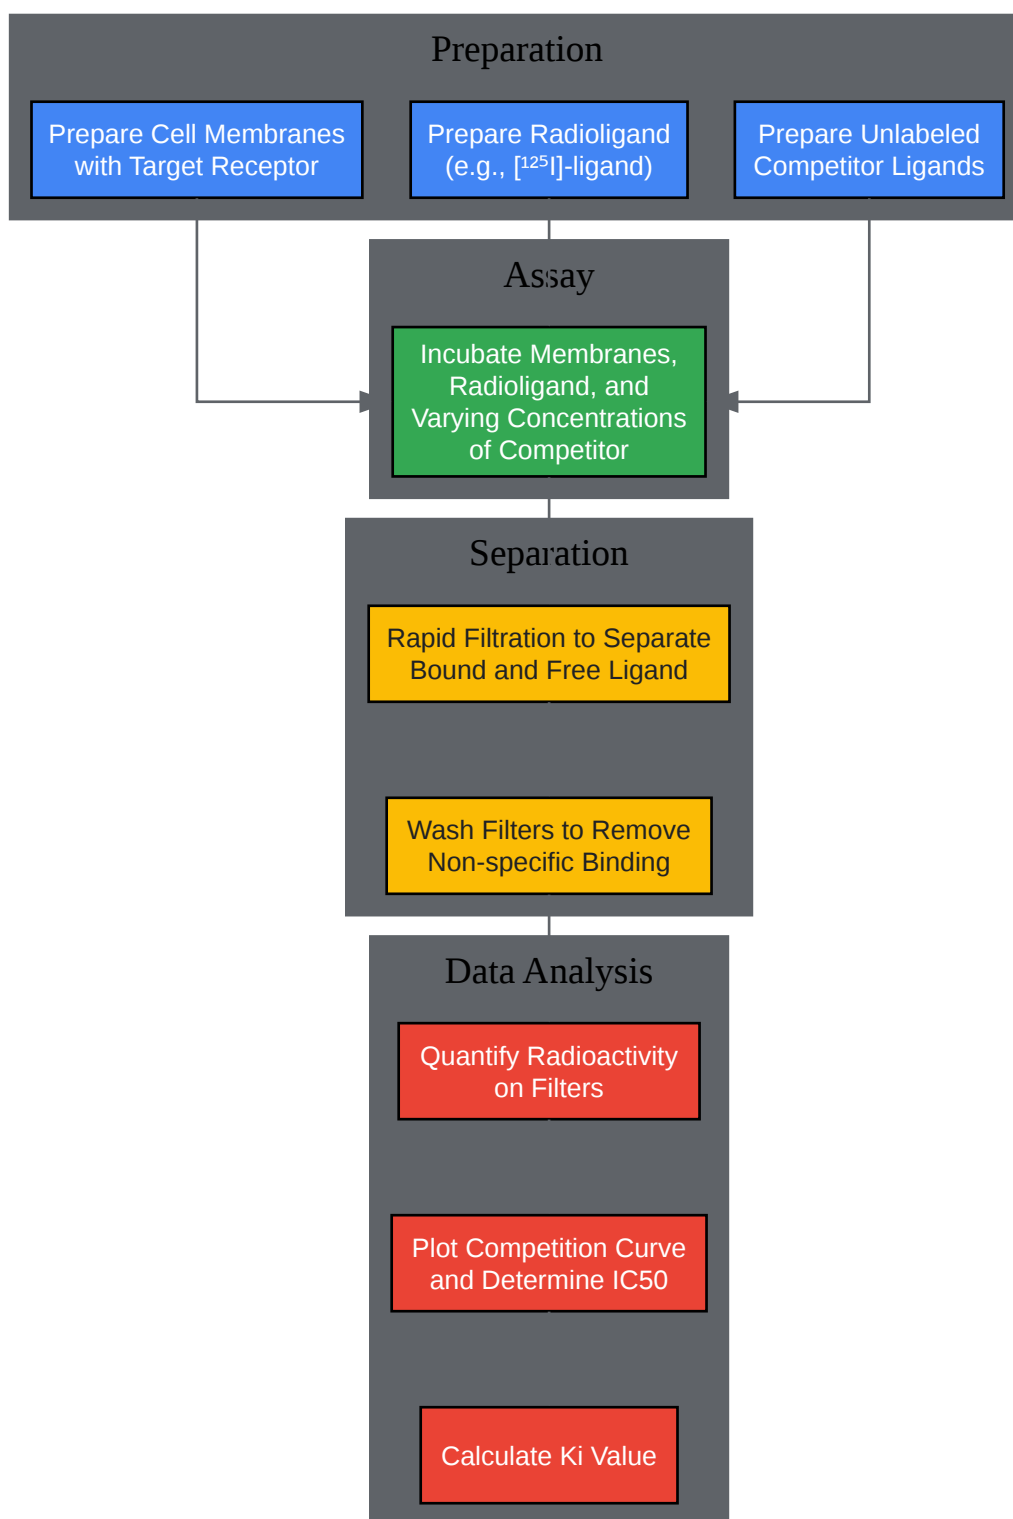 Preparation
Prepare Cell Membranes
with Target Receptor
Prepare Radioligand
(e.g., [¹²⁵I]-ligand)
Prepare Unlabeled
Competitor Ligands
Assay
Incubate Membranes,
Radioligand, and
Varying Concentrations
of Competitor
Separation
Rapid Filtration to Separate
Bound and Free Ligand
Wash Filters to Remove
Non-specific Binding
Data Analysis
Quantify Radioactivity
on Filters
Plot Competition Curve
and Determine IC50
Calculate Ki Value